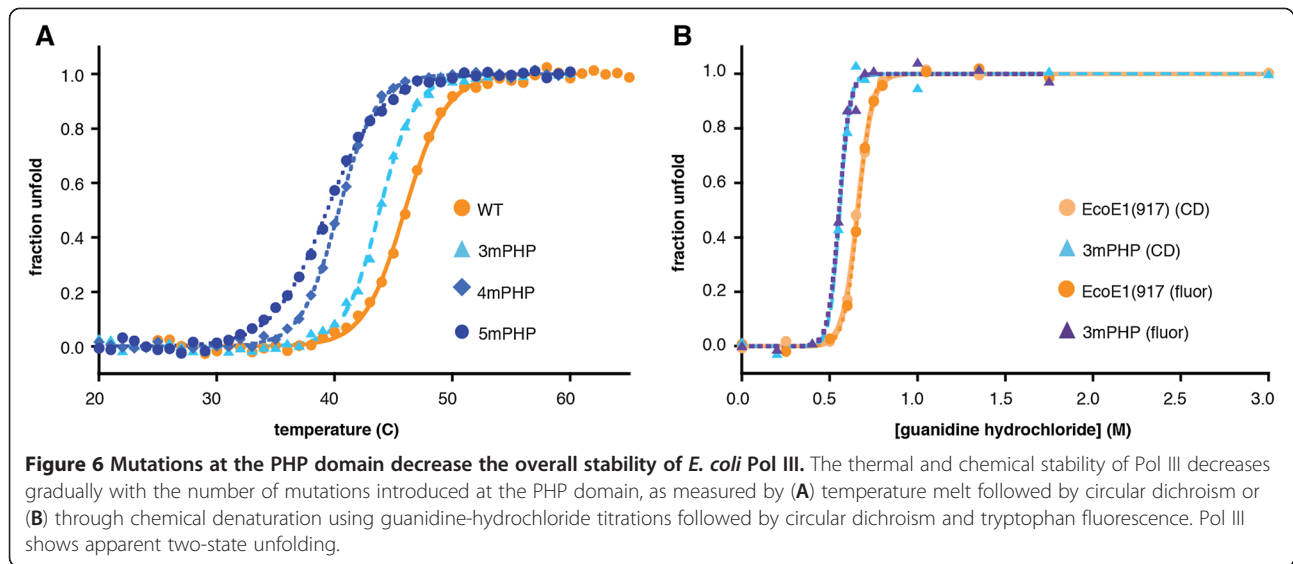 A
B
1.0
0.8
0.6
0.4
0.2
0.0
fraction unfold
WT
3mPHP
4mPHP
5mPHP
20 30 40 50 60
temperature (C)
1.0
0.8
0.6
0.4
0.2
0.0
fraction unfold
EcoE1(917) (CD)
3mPHP (CD)
EcoE1(917 (fluor)
3mPHP (fluor)
0.0 0.5 1.0 1.5 2.0 2.5 3.0
[guanidine hydrochloride] (M)
Figure 6 Mutations at the PHP domain decrease the overall stability of E. coli Pol III. The thermal and chemical stability of Pol III decreases
gradually with the number of mutations introduced at the PHP domain, as measured by (A) temperature melt followed by circular dichroism or
(B) through chemical denaturation using guanidine-hydrochloride titrations followed by circular dichroism and tryptophan fluorescence. Pol III
shows apparent two-state unfolding.